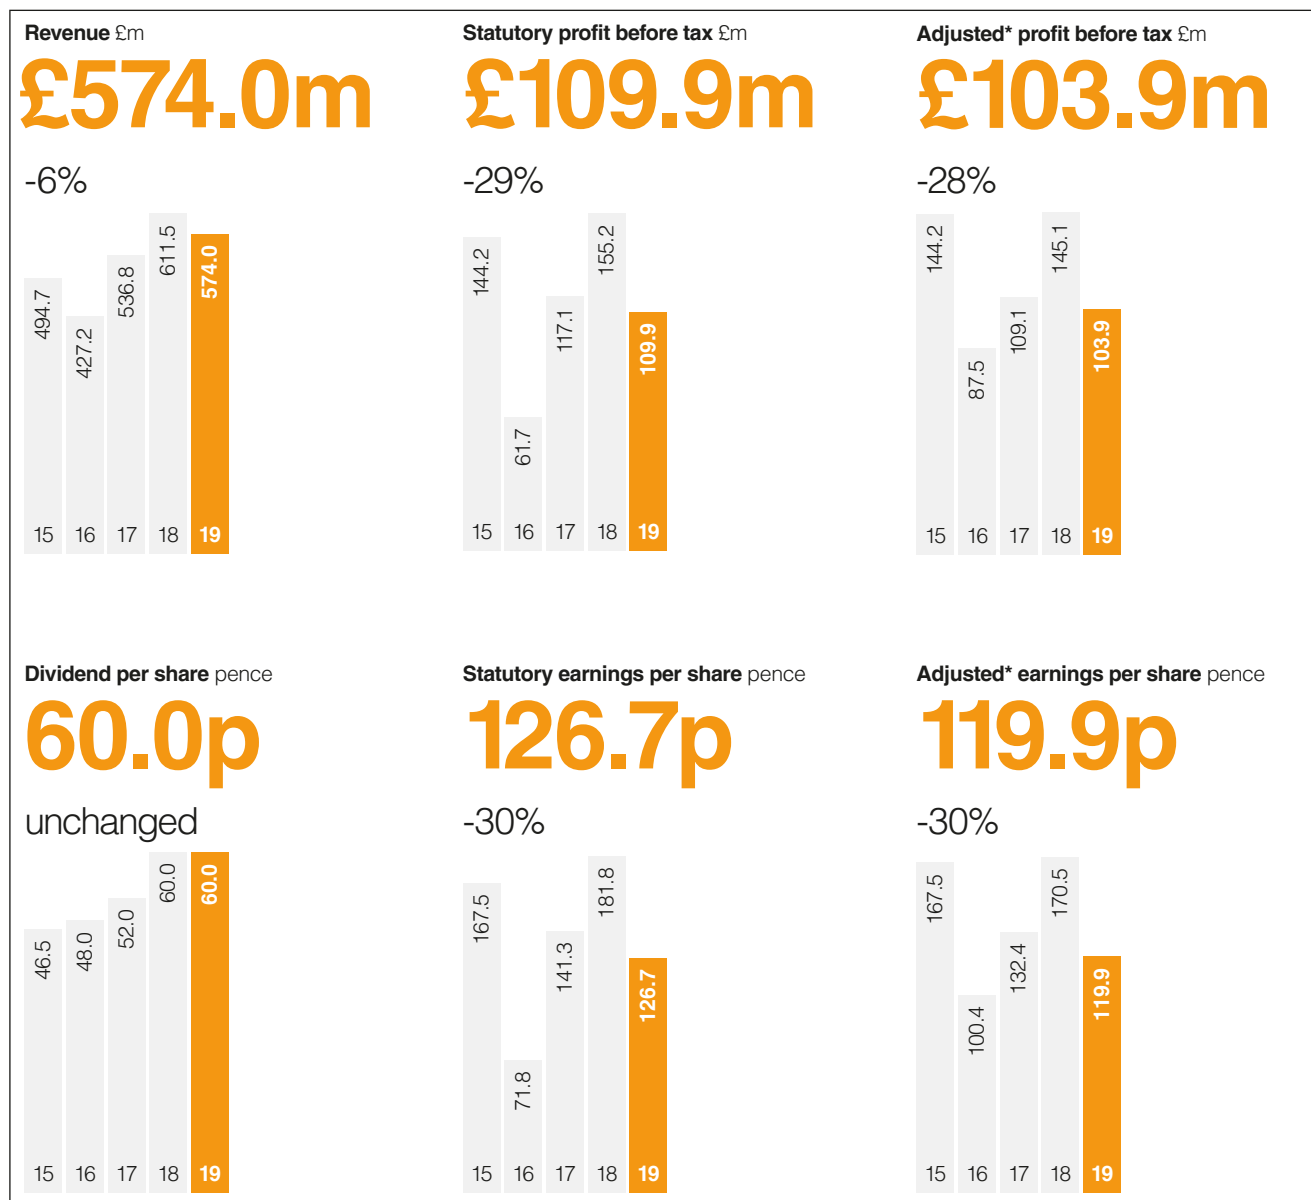 Revenue £m
£574.0m
-6%
494.7
427.2
536.8
611.5
574.0
15 16 17 18 19
Statutory profit before tax £m
£109.9m
-29%
144.2
61.7
117.1
155.2
109.9
15 16 17 18 19
Adjusted* profit before tax £m
£103.9m
-28%
144.2
87.5
109.1
145.1
103.9
15 16 17 18 19
Dividend per share pence
60.0p
unchanged
46.5
48.0
52.0
60.0
60.0
15 16 17 18 19
Statutory earnings per share pence
126.7p
-30%
167.5
71.8
141.3
181.8
126.7
15 16 17 18 19
Adjusted* earnings per share pence
119.9p
-30%
167.5
100.4
132.4
170.5
119.9
15 16 17 18 19